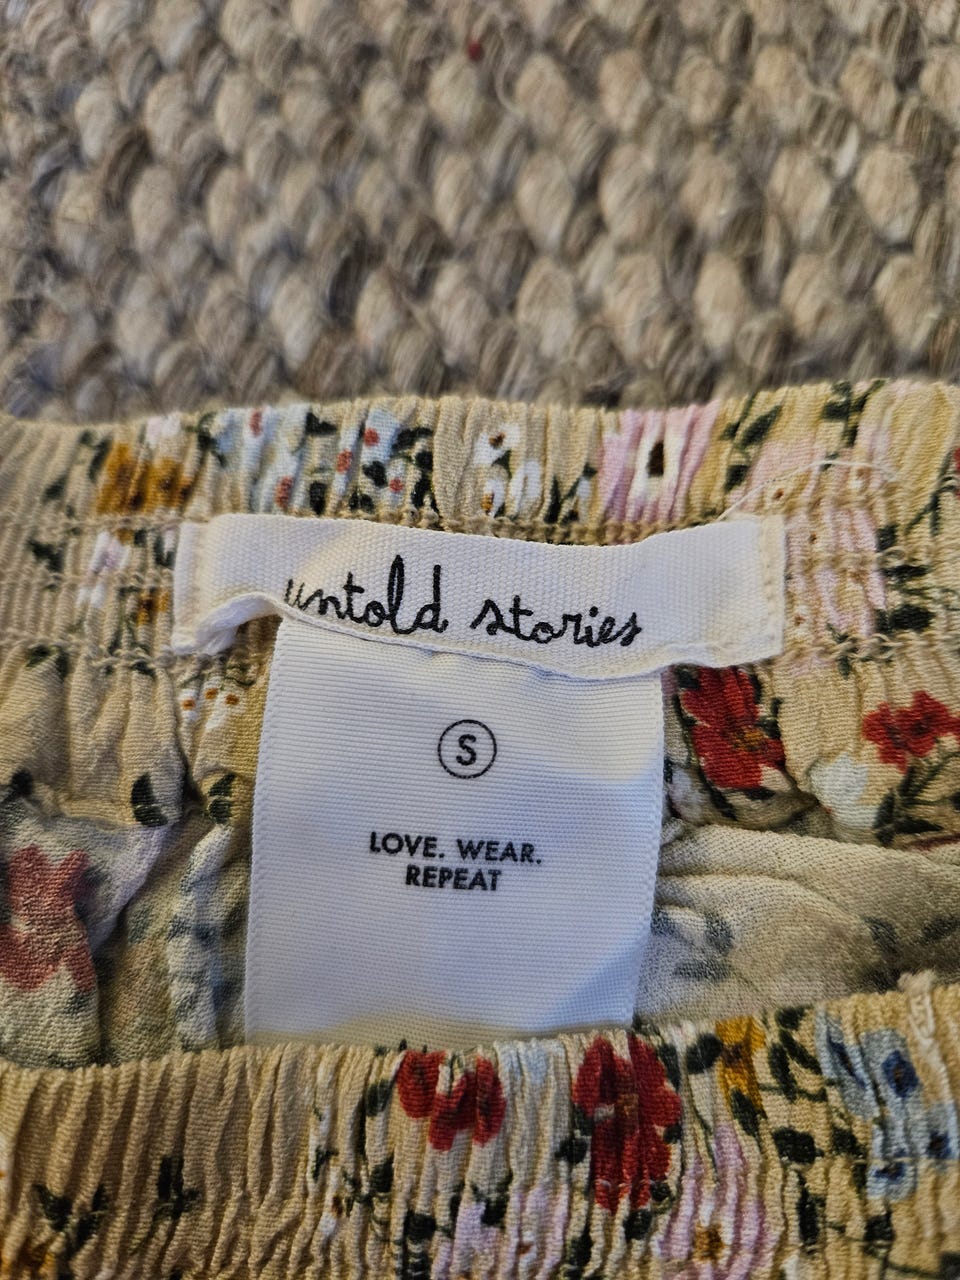 untold stories
S
LOVE. WEAR.
REPEAT